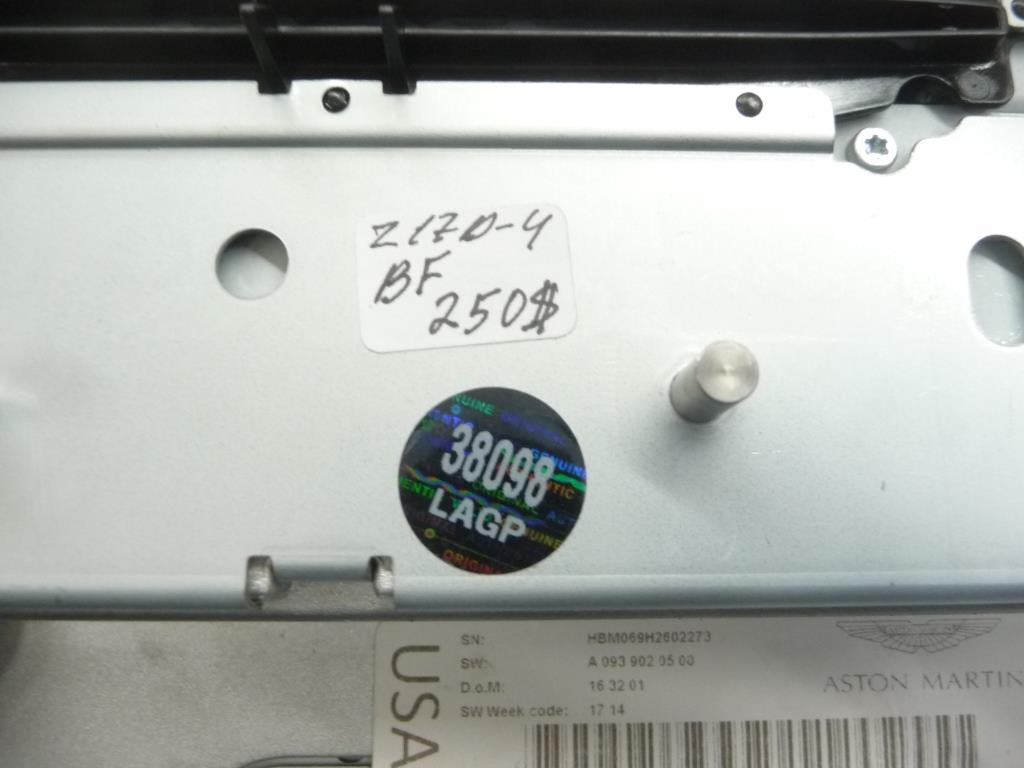 Z17D-4
BF
250$
38098
LAGP
SN: HBM069H2602273
SW: A 093 902 05 00
D.o.M: 16 32 01
SW Week code: 17 14
USA
ASTON MARTIN